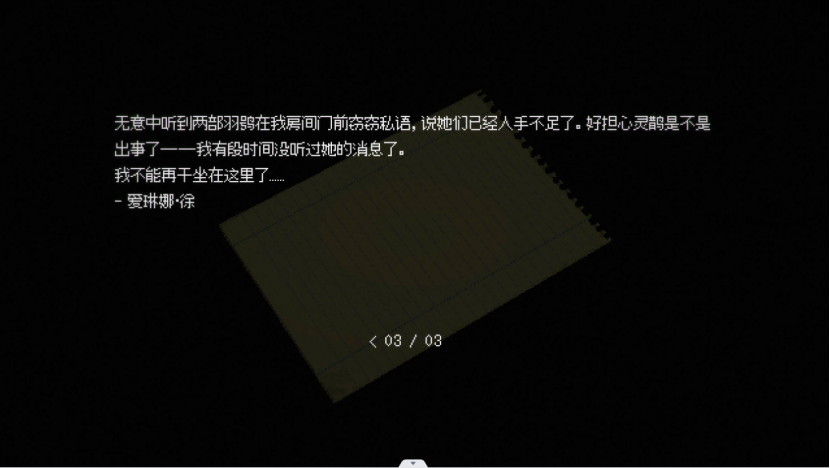 无意中听到两部羽鸮在我房间门前窃窃私语，说她们已经人手不足了。好担心灵鹊是不是
出事了——我有段时间没听过她的消息了。
我不能再干坐在这里了……
- 爱琳娜·徐
< 03 / 03